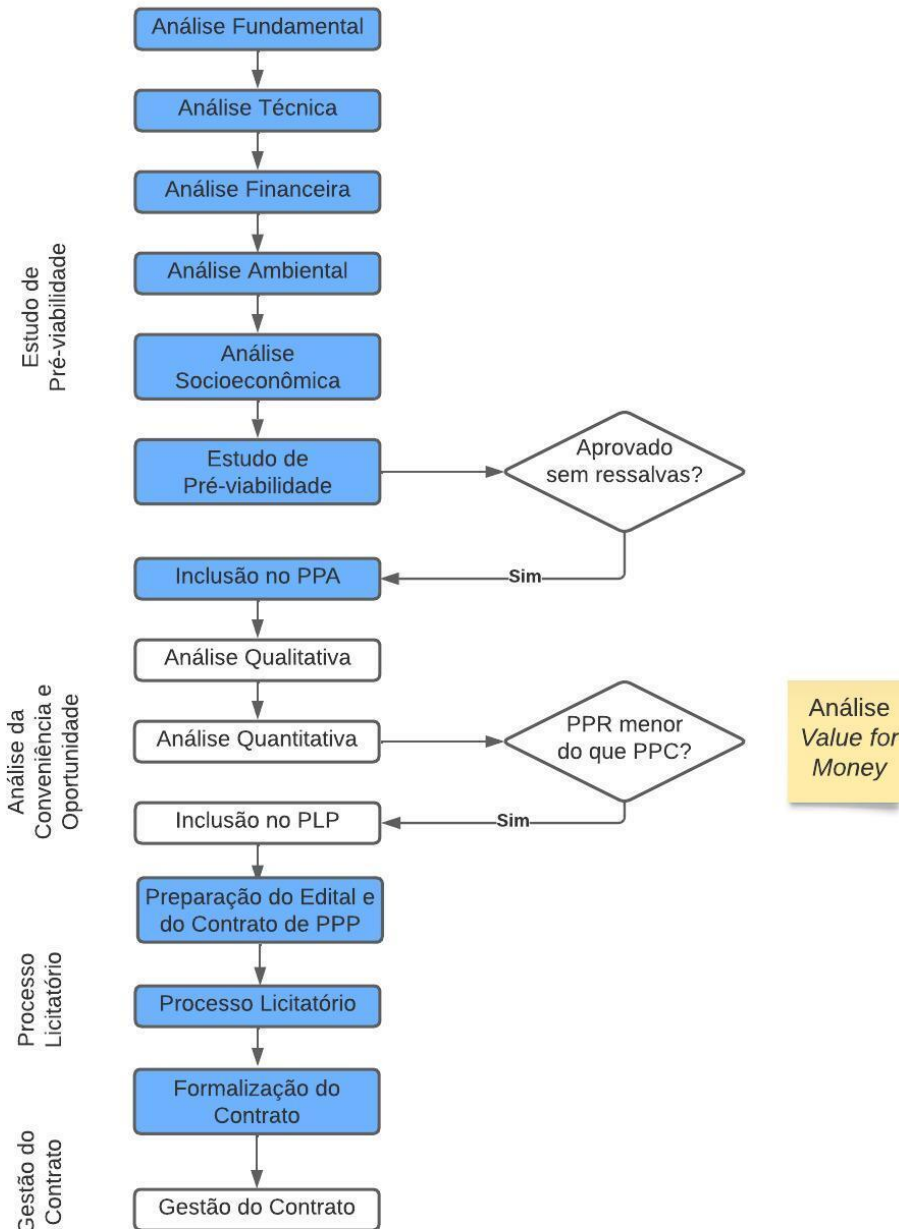 Análise Fundamental
Análise Técnica
Análise Financeira
Análise Ambiental
Análise
Socioeconômica
Estudo de
Pré-viabilidade
Estudo de
Pré-viabilidade
Aprovado
sem ressalvas?
Sim
Inclusão no PPA
Análise Qualitativa
Análise Quantitativa
PPR menor
do que PPC?
Análise
Value for
Money
Análise da
Conveniência e
Oportunidade
Sim
Inclusão no PLP
Preparação do Edital e
do Contrato de PPP
Processo
Licitatório
Processo Licitatório
Formalização do
Contrato
Gestão do
Contrato
Gestão do Contrato